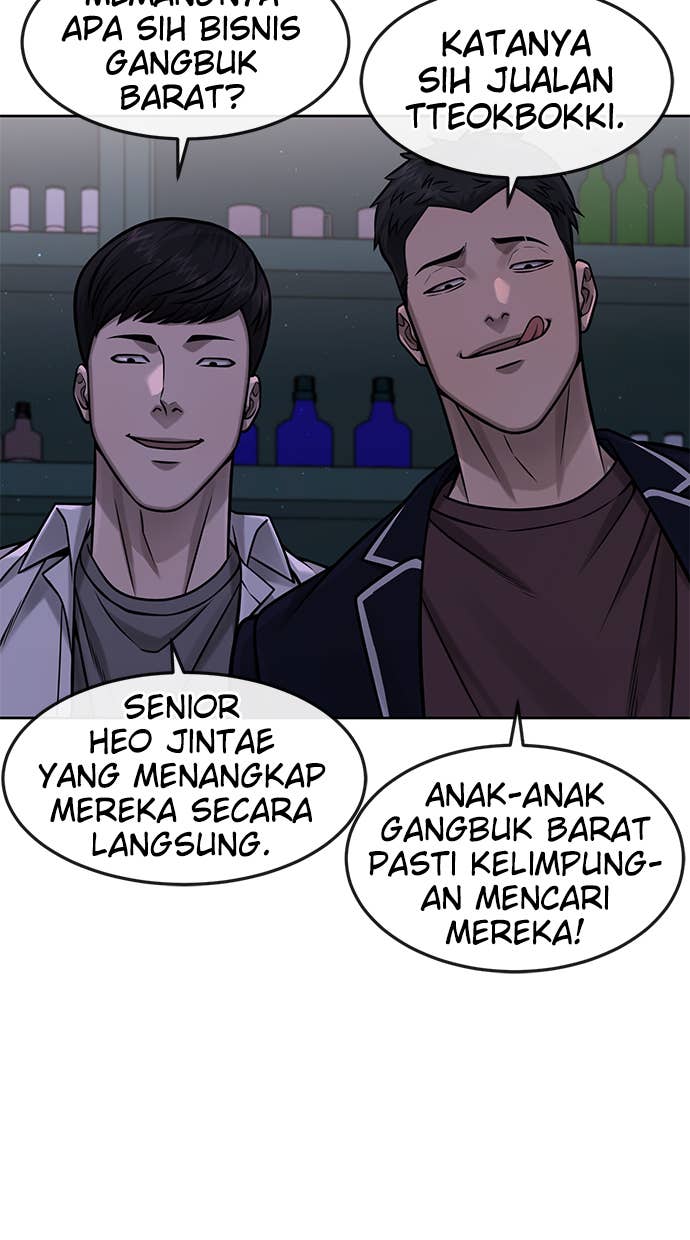 MEMANGNYA
APA SIH BISNIS
GANGBUK
BARAT?
KATANYA
SIH JUALAN
TTEOKBOKKI.
SENIOR
HEO JINTAE
YANG MENANGKAP
MEREKA SECARA
LANGSUNG.
ANAK-ANAK
GANGBUK BARAT
PASTI KELIMPUNG-
AN MENCARI
MEREKA!